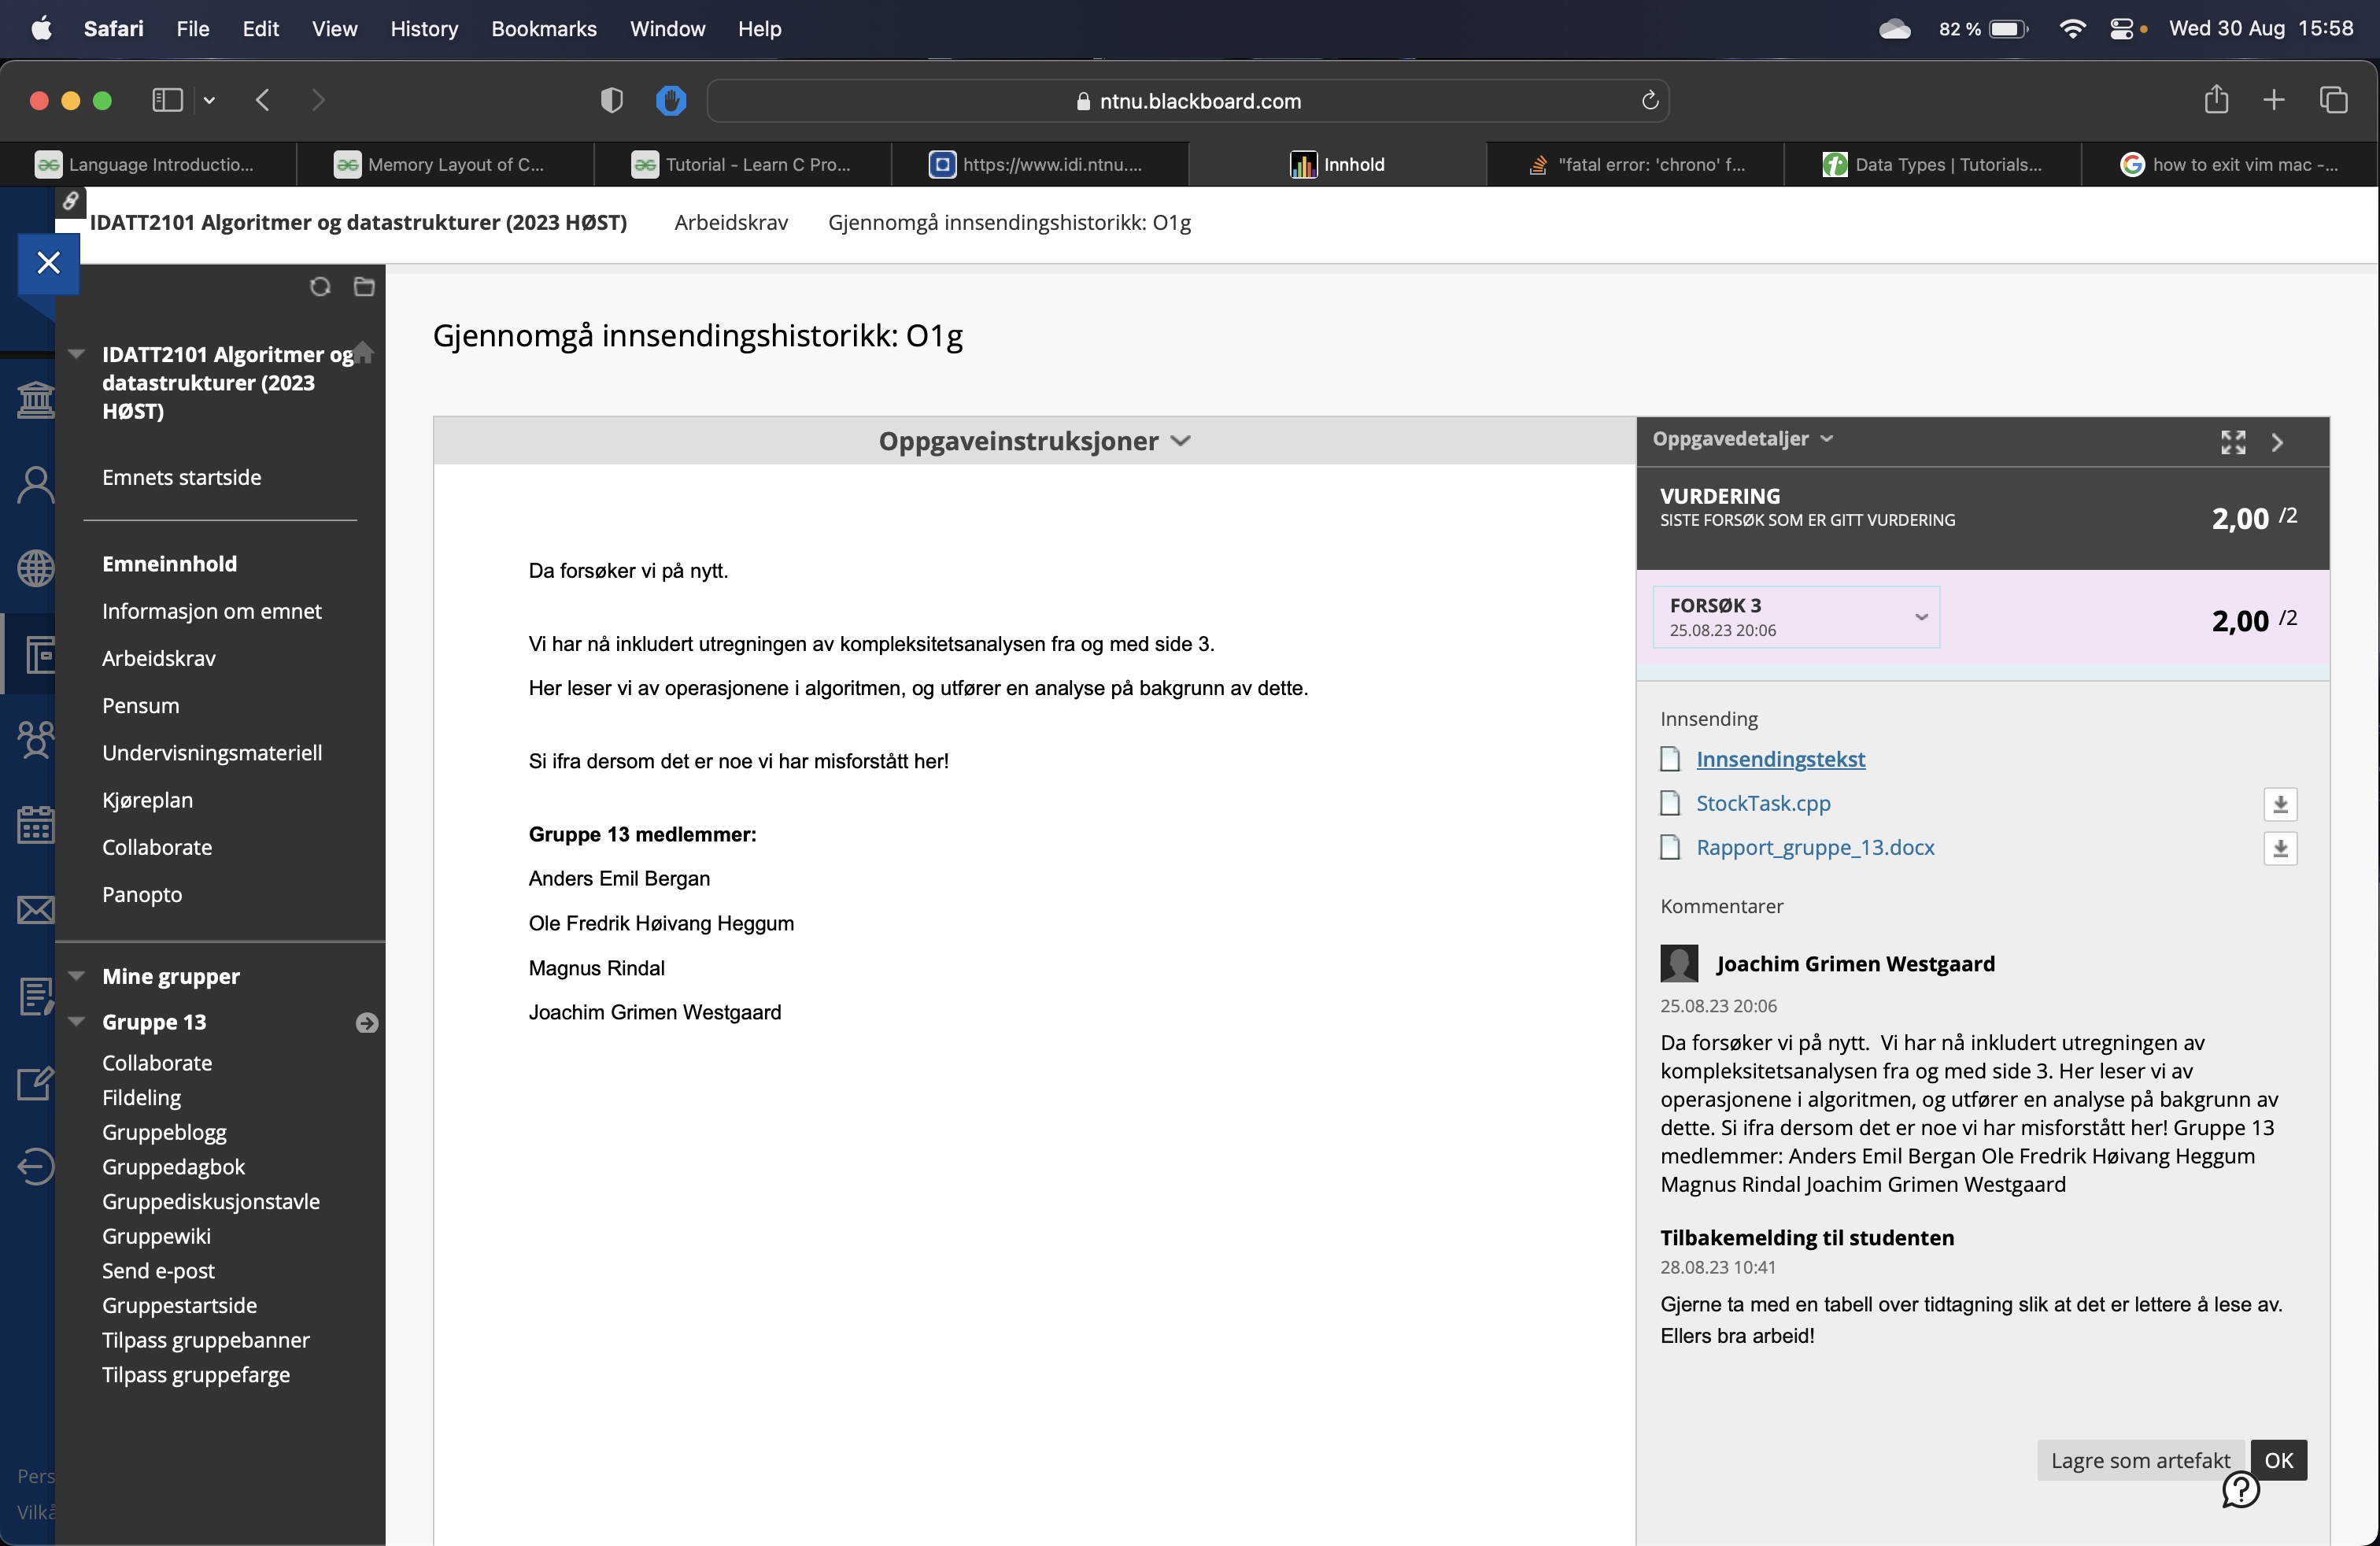 Safari File Edit View History Bookmarks Window Help 82 % Wed 30 Aug 15:58
ntnu.blackboard.com
Language Introductio... Memory Layout of C... Tutorial - Learn C Pro... https://www.idi.ntnu.... Innhold "fatal error: 'chrono' f... Data Types | Tutorials... how to exit vim mac -...
IDATT2101 Algoritmer og datastrukturer (2023 HØST) Arbeidskrav Gjennomgå innsendingshistorikk: O1g
IDATT2101 Algoritmer og
datastrukturer (2023
HØST)
Emnets startside
Emneinnhold
Informasjon om emnet
Arbeidskrav
Pensum
Undervisningsmateriell
Kjøreplan
Collaborate
Panopto
Mine grupper
Gruppe 13
Collaborate
Fildeling
Gruppeblogg
Gruppedagbok
Gruppediskusjonstavle
Gruppewiki
Send e-post
Gruppestartside
Tilpass gruppebanner
Tilpass gruppefarge
Pers
Vilkå
Gjennomgå innsendingshistorikk: O1g
Oppgaveinstruksjoner
Da forsøker vi på nytt.
Vi har nå inkludert utregningen av kompleksitetsanalysen fra og med side 3.
Her leser vi av operasjonene i algoritmen, og utfører en analyse på bakgrunn av dette.
Si ifra dersom det er noe vi har misforstått her!
Gruppe 13 medlemmer:
Anders Emil Bergan
Ole Fredrik Høivang Heggum
Magnus Rindal
Joachim Grimen Westgaard
Oppgavedetaljer
VURDERING
SISTE FORSØK SOM ER GITT VURDERING
2,00 /2
FORSØK 3
25.08.23 20:06
2,00 /2
Innsending
Innsendingstekst
StockTask.cpp
Rapport_gruppe_13.docx
Kommentarer
Joachim Grimen Westgaard
25.08.23 20:06
Da forsøker vi på nytt.  Vi har nå inkludert utregningen av
kompleksitetsanalysen fra og med side 3. Her leser vi av
operasjonene i algoritmen, og utfører en analyse på bakgrunn av
dette. Si ifra dersom det er noe vi har misforstått her! Gruppe 13
medlemmer: Anders Emil Bergan Ole Fredrik Høivang Heggum
Magnus Rindal Joachim Grimen Westgaard
Tilbakemelding til studenten
28.08.23 10:41
Gjerne ta med en tabell over tidtagning slik at det er lettere å lese av.
Ellers bra arbeid!
Lagre som artefakt OK